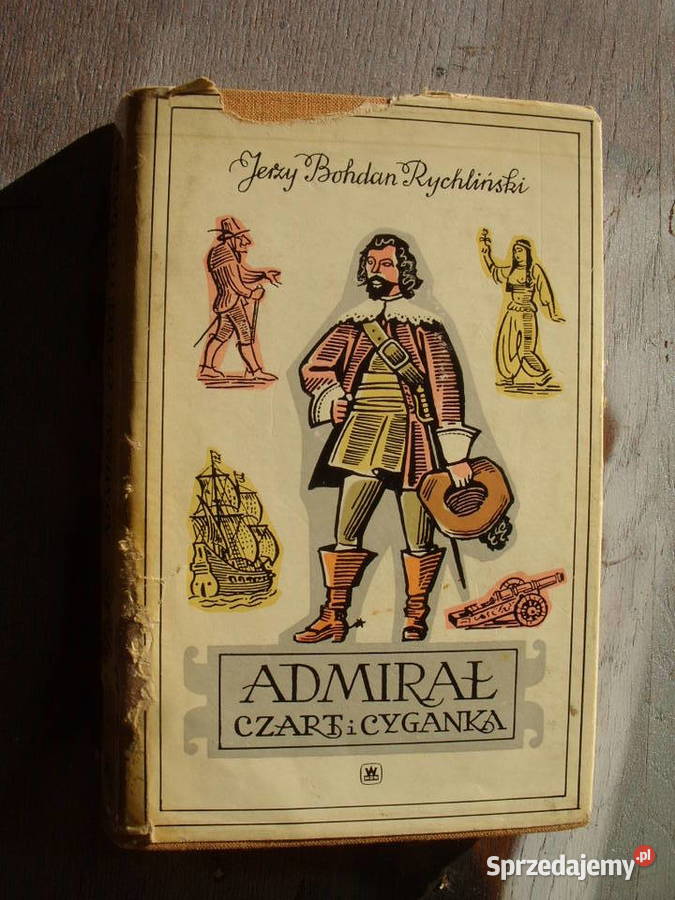 Jerzy Bohdan Rychliński
ADMIRAŁ
CZART i CYGANKA
W
Sprzedajemy.pl